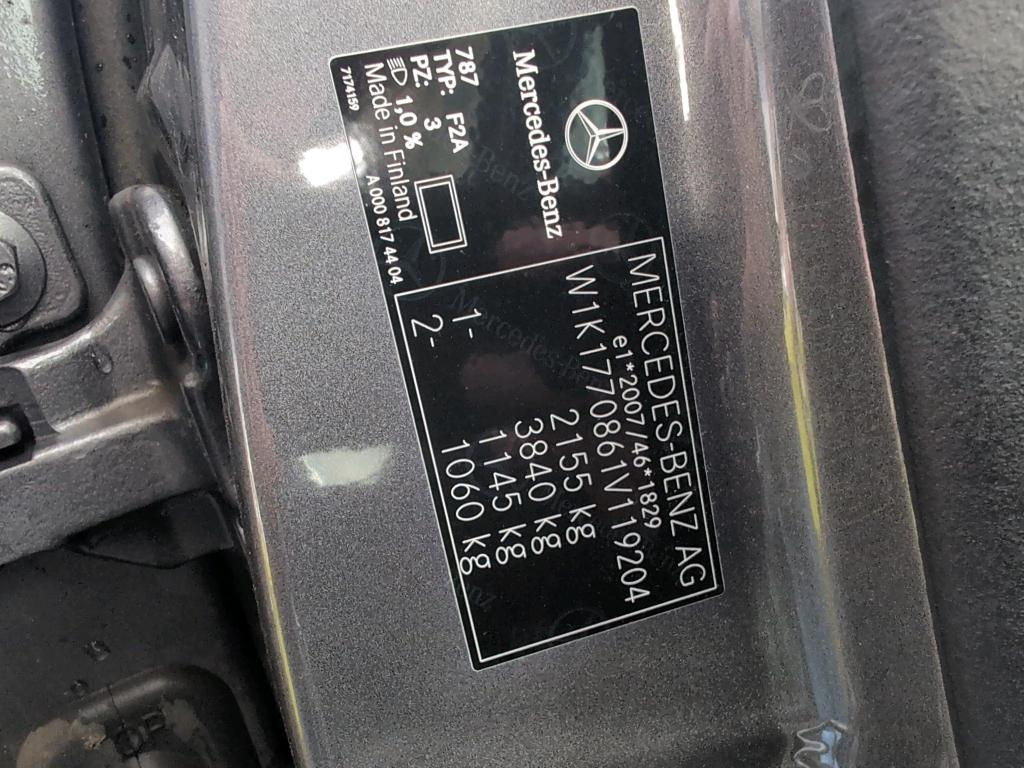 Mercedes-Benz
MERCEDES-BENZ AG
e1*2007/46*1829
W1K1770861V119204
2155 kg
3840 kg
1- 1145 kg
2- 1060 kg
787
TYP: F2A
PZ: 3
1,0 %
Made in Finland
7174159 A 000 817 44 04